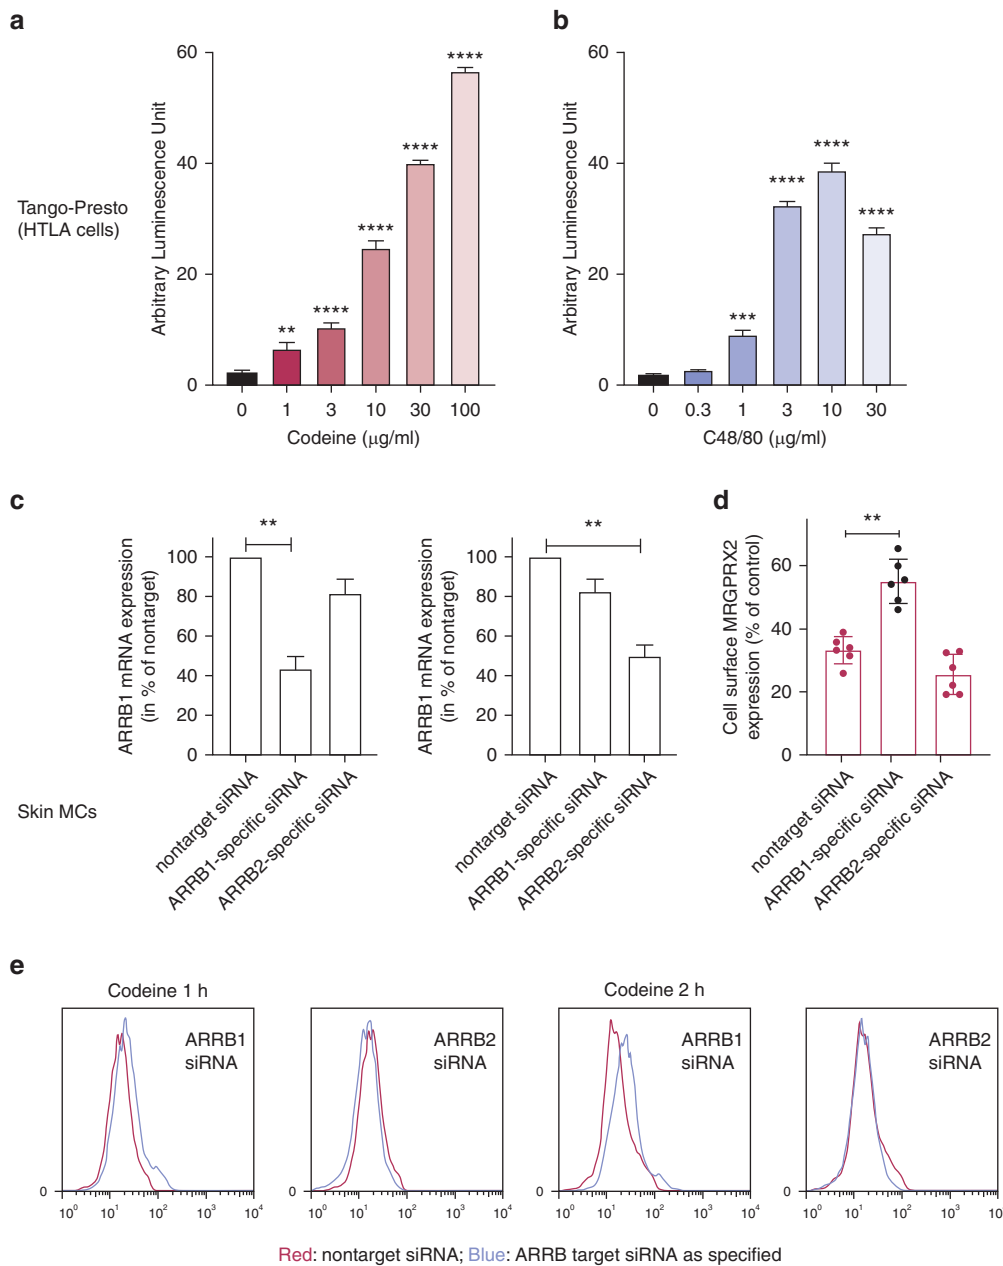 a
60
40
20
0
Arbitrary Luminescence Unit
**
****
****
****
****
0 1 3 10 30 100
Codeine (μg/ml)
b
60
40
20
0
Arbitrary Luminescence Unit
***
****
****
****
0 0.3 1 3 10 30
C48/80 (μg/ml)
Tango-Presto
(HTLA cells)
c
ARRB1 mRNA expression
(in % of nontarget)
100
80
60
40
20
0
**
nontarget siRNA
ARRB1-specific siRNA
ARRB2-specific siRNA
ARRB1 mRNA expression
(in % of nontarget)
100
80
60
40
20
0
**
nontarget siRNA
ARRB1-specific siRNA
ARRB2-specific siRNA
d
Cell surface MRGPRX2
expression (% of control)
60
40
20
0
**
nontarget siRNA
ARRB1-specific siRNA
ARRB2-specific siRNA
Skin MCs
e
Codeine 1 h
ARRB1
siRNA
0
10⁰ 10¹ 10² 10³ 10⁴
ARRB2
siRNA
0
10⁰ 10¹ 10² 10³ 10⁴
Codeine 2 h
ARRB1
siRNA
0
10⁰ 10¹ 10² 10³ 10⁴
ARRB2
siRNA
0
10⁰ 10¹ 10² 10³ 10
Red: nontarget siRNA; Blue: ARRB target siRNA as specified